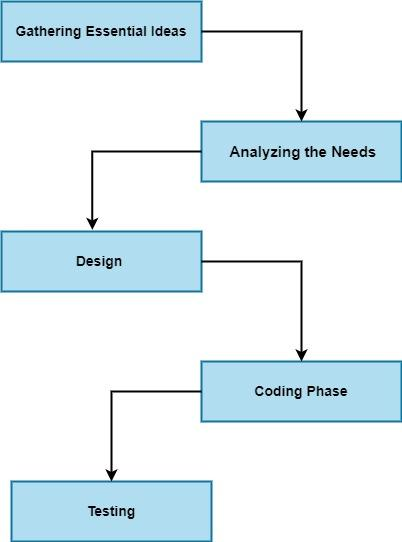 Gathering Essential Ideas
Analyzing the Needs
Design
Coding Phase
Testing